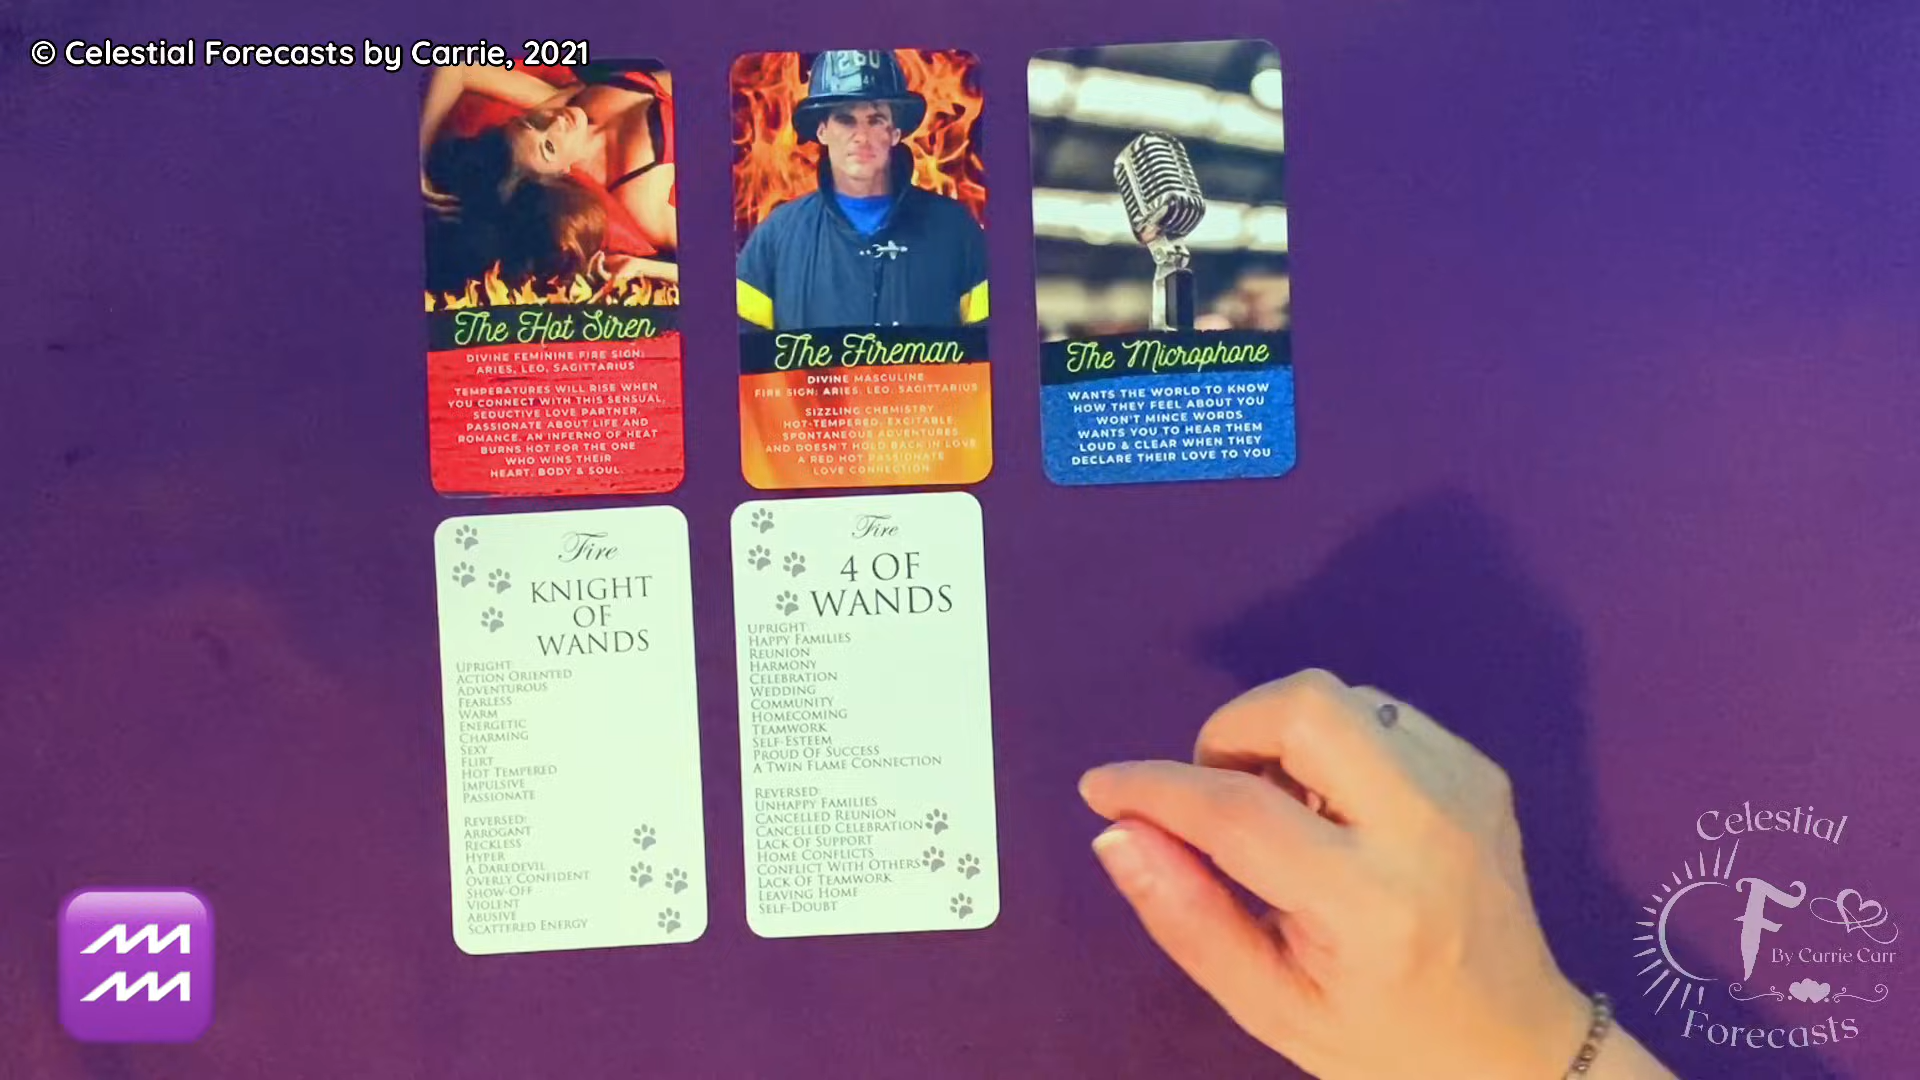 © Celestial Forecasts by Carrie, 2021
260
41
The Hot Siren
DIVINE FEMININE FIRE SIGN:
ARIES, LEO, SAGITTARIUS
TEMPERATURES WILL RISE WHEN
YOU CONNECT WITH THIS SENSUAL,
SEDUCTIVE LOVE PARTNER.
PASSIONATE ABOUT LIFE AND
ROMANCE. AN INFERNO OF HEAT
BURNS HOT FOR THE ONE
WHO WINS THEIR
HEART, BODY & SOUL.
The Fireman
DIVINE MASCULINE
FIRE SIGN: ARIES, LEO, SAGITTARIUS
SIZZLING CHEMISTRY
HOT-TEMPERED, EXCITABLE,
SPONTANEOUS ADVENTURES
AND DOESN'T HOLD BACK IN LOVE
A RED HOT PASSIONATE
LOVE CONNECTION
The Microphone
WANTS THE WORLD TO KNOW
HOW THEY FEEL ABOUT YOU
WON'T MINCE WORDS
WANTS YOU TO HEAR THEM
LOUD & CLEAR WHEN THEY
DECLARE THEIR LOVE TO YOU
Fire
KNIGHT
OF
WANDS
UPRIGHT:
ACTION ORIENTED
ADVENTUROUS
FEARLESS
WARM
ENERGETIC
CHARMING
SEXY
FLIRT
HOT TEMPERED
IMPULSIVE
PASSIONATE
REVERSED:
ARROGANT
RECKLESS
HYPER
A DAREDEVIL
OVERLY CONFIDENT
SHOW-OFF
VIOLENT
ABUSIVE
SCATTERED ENERGY
Fire
4 OF
WANDS
UPRIGHT:
HAPPY FAMILIES
REUNION
HARMONY
CELEBRATION
WEDDING
COMMUNITY
HOMECOMING
TEAMWORK
SELF-ESTEEM
PROUD OF SUCCESS
A TWIN FLAME CONNECTION
REVERSED:
UNHAPPY FAMILIES
CANCELLED REUNION
CANCELLED CELEBRATION
LACK OF SUPPORT
HOME CONFLICTS
CONFLICT WITH OTHERS
LACK OF TEAMWORK
LEAVING HOME
SELF-DOUBT
Celestial
CF
By Carrie Carr
Forecasts